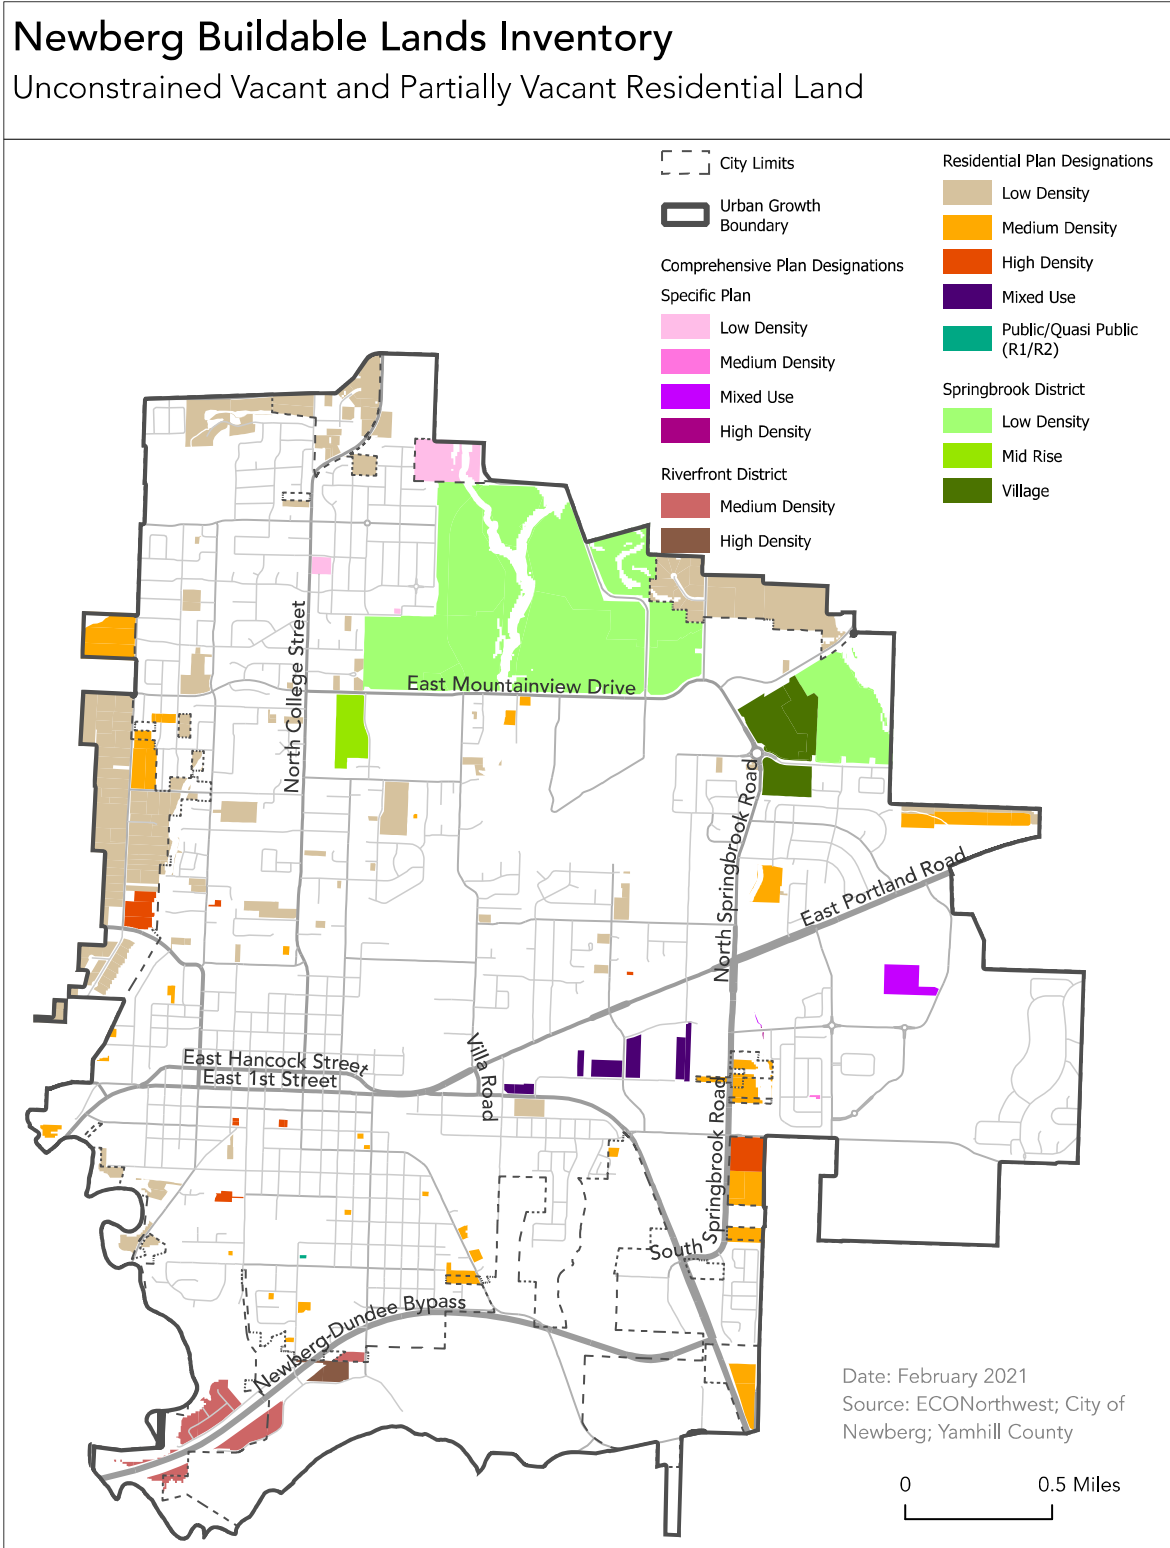 Newberg Buildable Lands Inventory
Unconstrained Vacant and Partially Vacant Residential Land
City Limits
Urban Growth
Boundary
Comprehensive Plan Designations
Specific Plan
Low Density
Medium Density
Mixed Use
High Density
Riverfront District
Medium Density
High Density
Residential Plan Designations
Low Density
Medium Density
High Density
Mixed Use
Public/Quasi Public
(R1/R2)
Springbrook District
Low Density
Mid Rise
Village
North College Street
East Mountainview Drive
North Springbrook Road
East Portland Road
Villa Road
East Hancock Street
East 1st Street
South Springbrook Road
Newberg-Dundee Bypass
Date: February 2021
Source: ECONorthwest; City of
Newberg; Yamhill County
0 0.5 Miles